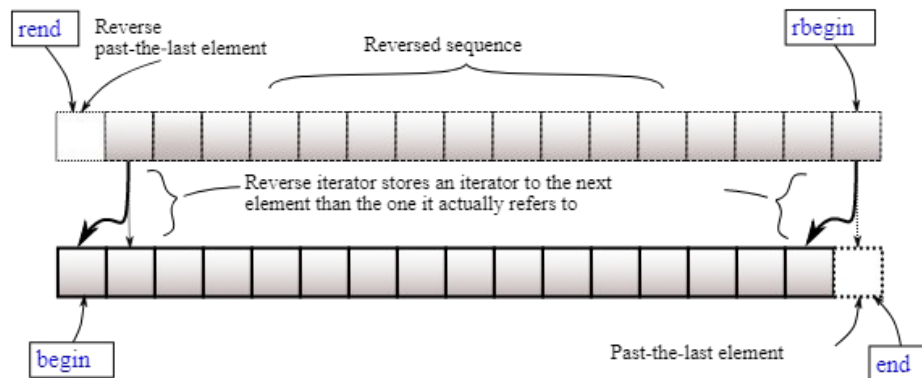 rend
Reverse
past-the-last element
Reversed sequence
rbegin
Reverse iterator stores an iterator to the next
element than the one it actually refers to
begin
Past-the-last element
end